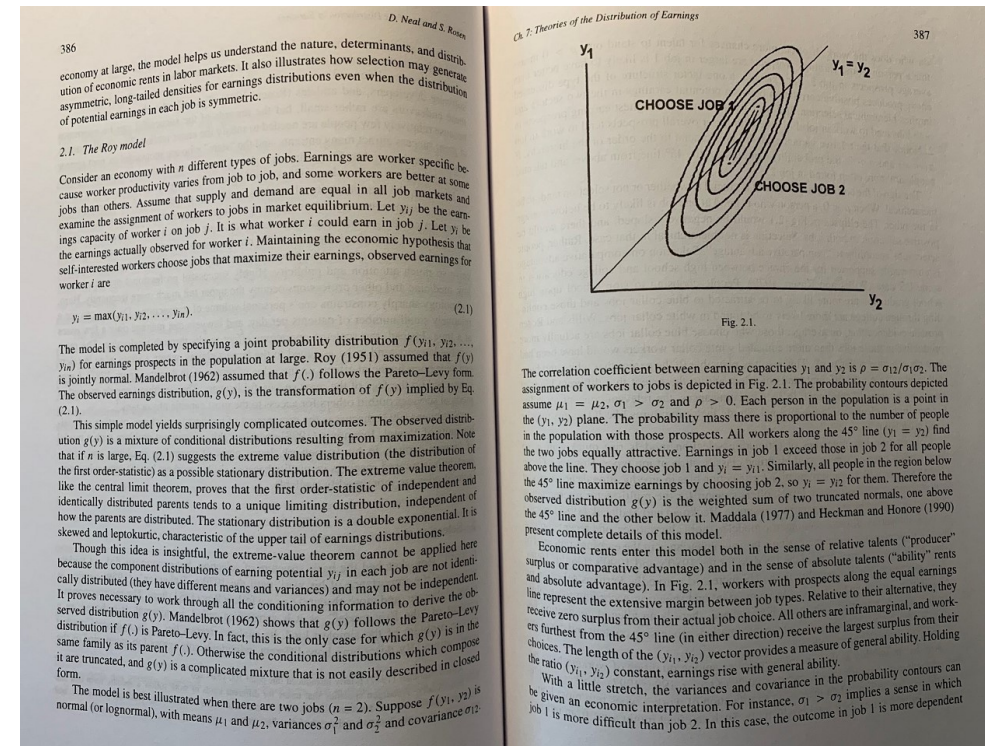 386
D. Neal and S. Rosen
economy at large, the model helps us understand the nature, determinants, and distrib-
ution of economic rents in labor markets. It also illustrates how selection may generate
asymmetric, long-tailed densities for earnings distributions even when the distribution
of potential earnings in each job is symmetric.
2.1. The Roy model
Consider an economy with n different types of jobs. Earnings are worker specific be-
cause worker productivity varies from job to job, and some workers are better at some
jobs than others. Assume that supply and demand are equal in all job markets and
examine the assignment of workers to jobs in market equilibrium. Let yij be the earn-
ings capacity of worker i on job j. It is what worker i could earn in job j. Let yi be
the earnings actually observed for worker i. Maintaining the economic hypothesis that
self-interested workers choose jobs that maximize their earnings, observed earnings for
worker i are
yi = max(yi1, yi2, . . . , yin). (2.1)
The model is completed by specifying a joint probability distribution f(yi1, yi2, ...,
yin) for earnings prospects in the population at large. Roy (1951) assumed that f(y)
is jointly normal. Mandelbrot (1962) assumed that f(.) follows the Pareto–Levy form.
The observed earnings distribution, g(y), is the transformation of f(y) implied by Eq.
(2.1).
This simple model yields surprisingly complicated outcomes. The observed distrib-
ution g(y) is a mixture of conditional distributions resulting from maximization. Note
that if n is large, Eq. (2.1) suggests the extreme value distribution (the distribution of
the first order-statistic) as a possible stationary distribution. The extreme value theorem,
like the central limit theorem, proves that the first order-statistic of independent and
identically distributed parents tends to a unique limiting distribution, independent of
how the parents are distributed. The stationary distribution is a double exponential. It is
skewed and leptokurtic, characteristic of the upper tail of earnings distributions.
Though this idea is insightful, the extreme-value theorem cannot be applied here
because the component distributions of earning potential yij in each job are not identi-
cally distributed (they have different means and variances) and may not be independent.
It proves necessary to work through all the conditioning information to derive the ob-
served distribution g(y). Mandelbrot (1962) shows that g(y) follows the Pareto–Levy
distribution if f(.) is Pareto–Levy. In fact, this is the only case for which g(y) is in the
same family as its parent f(.). Otherwise the conditional distributions which compose
it are truncated, and g(y) is a complicated mixture that is not easily described in closed
form.
The model is best illustrated when there are two jobs (n = 2). Suppose f(y1, y2) is
normal (or lognormal), with means μ1 and μ2, variances σ1² and σ2² and covariance σ12.
Ch. 7: Theories of the Distribution of Earnings
387
y1
y1 = y2
CHOOSE JOB 1
CHOOSE JOB 2
y2
Fig. 2.1.
The correlation coefficient between earning capacities y1 and y2 is ρ = σ12/σ1σ2. The
assignment of workers to jobs is depicted in Fig. 2.1. The probability contours depicted
assume μ1 = μ2, σ1 > σ2 and ρ > 0. Each person in the population is a point in
the (y1, y2) plane. The probability mass there is proportional to the number of people
in the population with those prospects. All workers along the 45° line (y1 = y2) find
the two jobs equally attractive. Earnings in job 1 exceed those in job 2 for all people
above the line. They choose job 1 and yi = yi1. Similarly, all people in the region below
the 45° line maximize earnings by choosing job 2, so yi = yi2 for them. Therefore the
observed distribution g(y) is the weighted sum of two truncated normals, one above
the 45° line and the other below it. Maddala (1977) and Heckman and Honore (1990)
present complete details of this model.
Economic rents enter this model both in the sense of relative talents ("producer"
surplus or comparative advantage) and in the sense of absolute talents ("ability" rents
and absolute advantage). In Fig. 2.1, workers with prospects along the equal earnings
line represent the extensive margin between job types. Relative to their alternative, they
receive zero surplus from their actual job choice. All others are inframarginal, and work-
ers furthest from the 45° line (in either direction) receive the largest surplus from their
choices. The length of the (yi1, yi2) vector provides a measure of general ability. Holding
the ratio (yi1, yi2) constant, earnings rise with general ability.
With a little stretch, the variances and covariance in the probability contours can
be given an economic interpretation. For instance, σ1 > σ2 implies a sense in which
job 1 is more difficult than job 2. In this case, the outcome in job 1 is more dependent